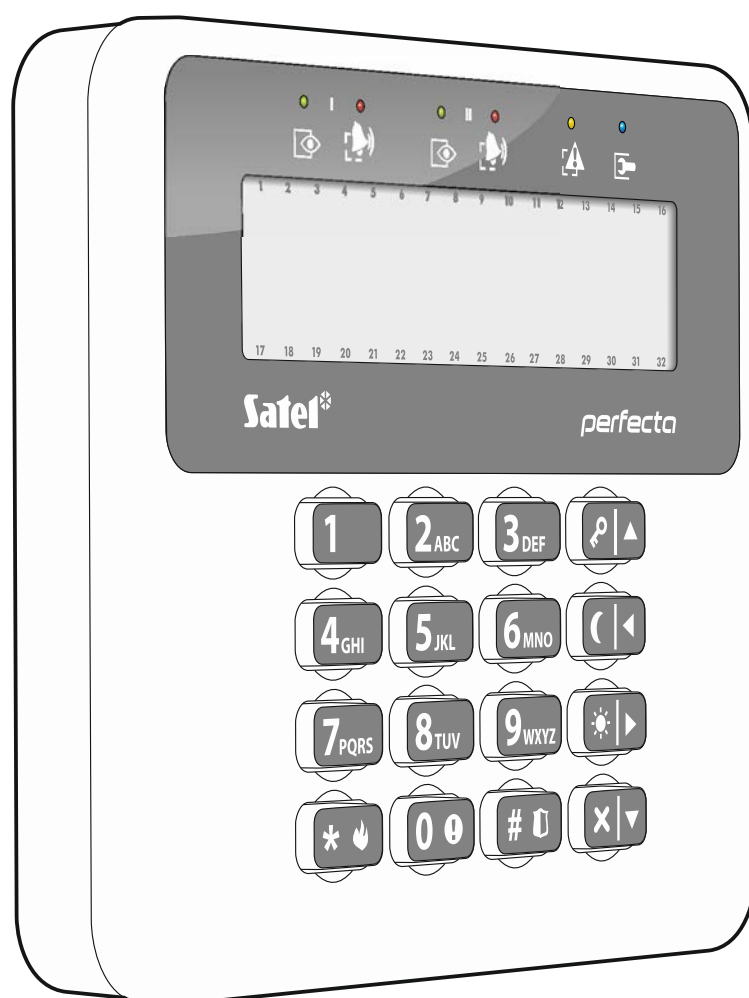 I II
1 2 3 4 5 6 7 8 9 10 11 12 13 14 15 16
17 18 19 20 21 22 23 24 25 26 27 28 29 30 31 32
Satel
perfecta
1 2ABC 3DEF
4GHI 5JKL 6MNO
7PQRS 8TUV 9WXYZ
* 0 #